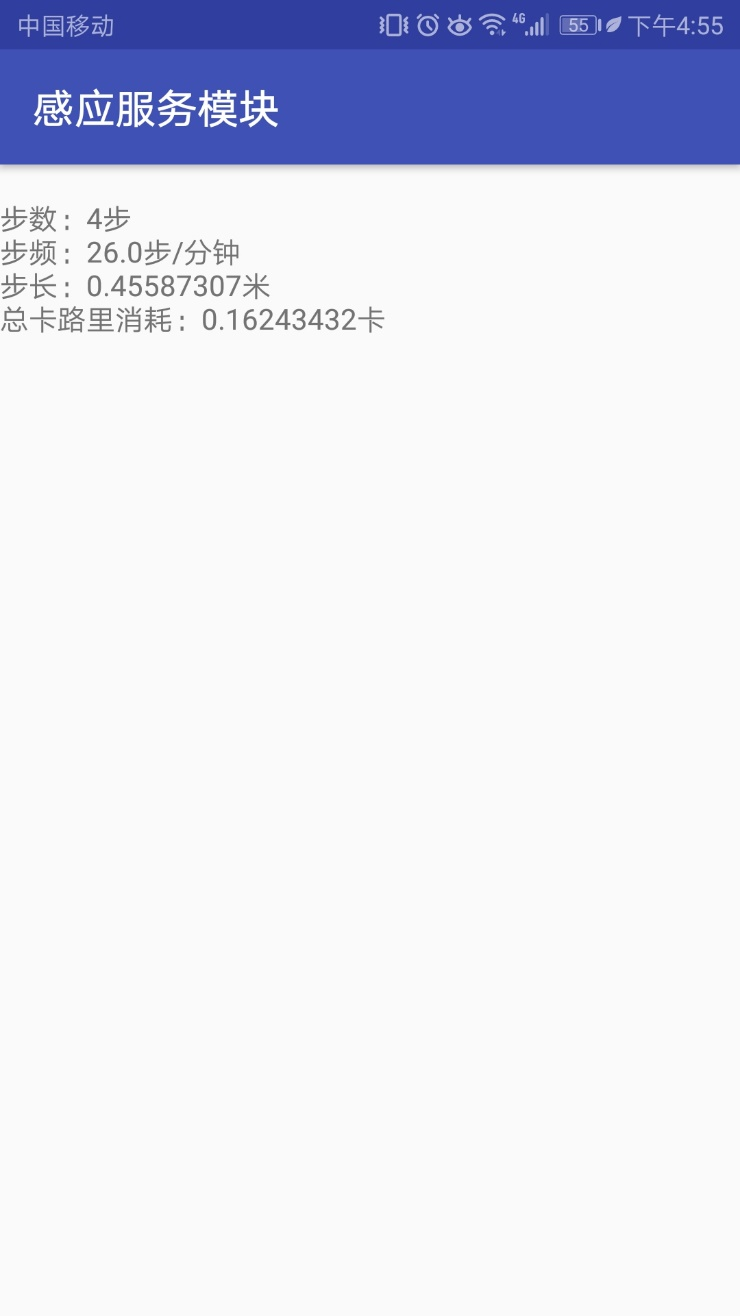 中国移动 4G 55 下午4:55
感应服务模块
步数：4步
步频：26.0步/分钟
步长：0.45587307米
总卡路里消耗：0.16243432卡